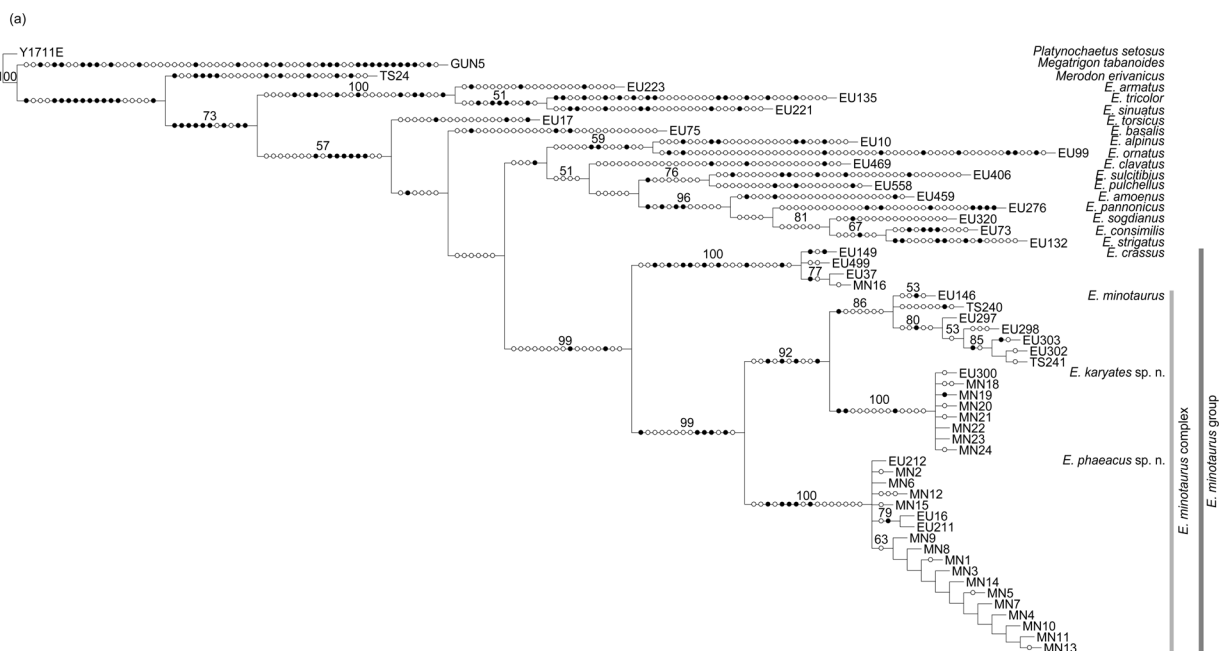 (a)
Y1711E Platynochaetus setosus
100 GUN5 Megatrigon tabanoides
TS24 Merodon erivanicus
100 EU223 E. armatus
51 EU135 E. tricolor
EU221 E. sinuatus
73 EU17 E. torsicus
EU75 E. basalis
59 EU10 E. alpinus
57 EU99 E. ornatus
51 EU469 E. clavatus
76 EU406 E. sulcitibius
EU558 E. pulchellus
96 EU459 E. amoenus
EU276 E. pannonicus
81 EU320 E. sogdianus
67 EU73 E. consimilis
EU132 E. strigatus
100 EU149 E. crassus
EU499
77 EU37
MN16
86 53 EU146 E. minotaurus
TS240
80 EU297
53 EU298
85 EU303
99 92 EU302
TS241
EU300 E. karyates sp. n.
MN18
100 MN19
MN20
MN21
99 MN22
MN23
MN24
EU212 E. phaeacus sp. n.
MN2
MN6
100 MN12
MN15
79 EU16
EU211
63 MN9
MN8
MN1
MN3
MN14
MN5
MN7
MN4
MN10
MN11
MN13
E. minotaurus complex
E. minotaurus group